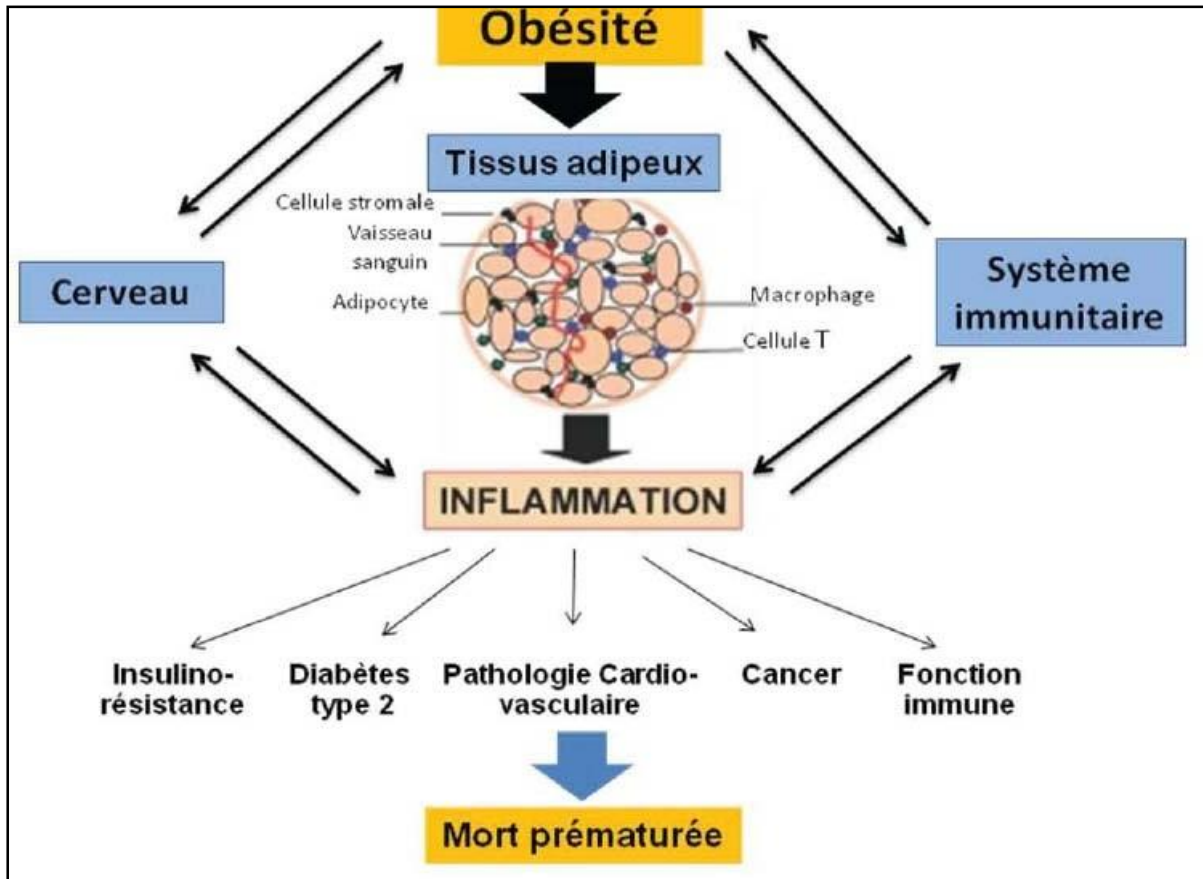 Obésité
Tissus adipeux
Cellule stromale
Vaisseau
sanguin
Adipocyte
Macrophage
Cellule T
Cerveau
Système
immunitaire
INFLAMMATION
Insulino-
résistance
Diabètes
type 2
Pathologie Cardio-
vasculaire
Cancer
Fonction
immune
Mort prématurée